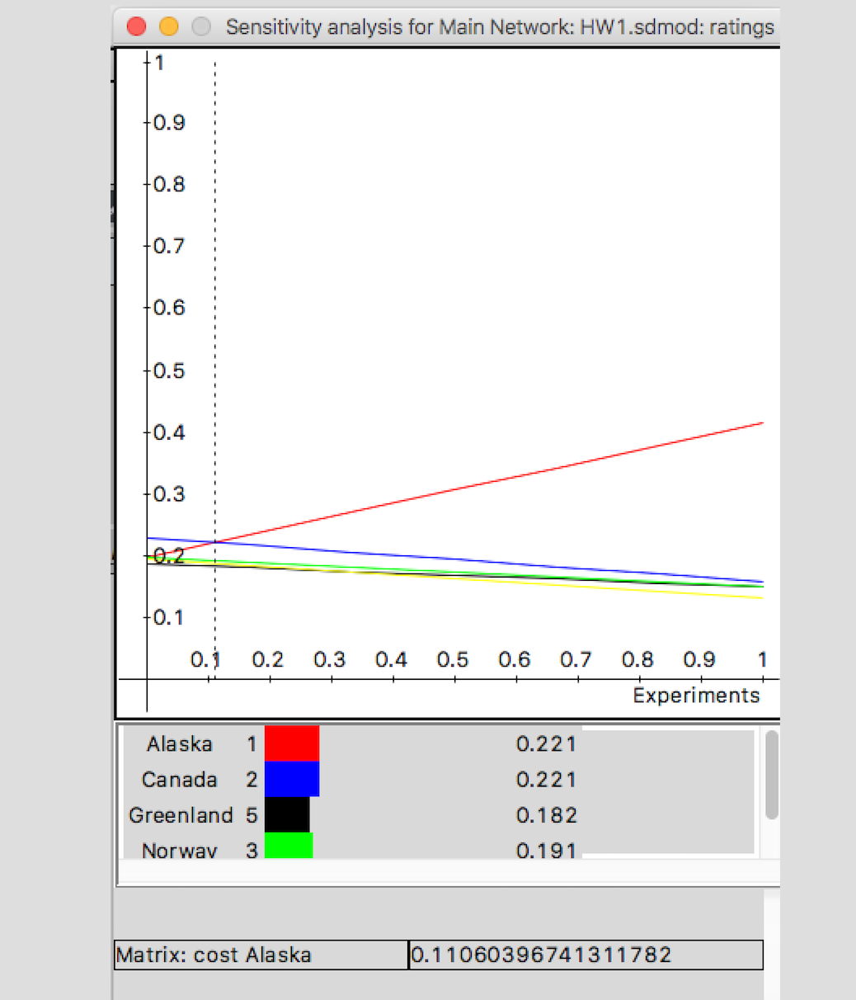 Sensitivity analysis for Main Network: HW1.sdmod: ratings
1
0.9
0.8
0.7
0.6
0.5
0.4
0.3
0.2
0.1
0.1 0.2 0.3 0.4 0.5 0.6 0.7 0.8 0.9 1
Experiments
Alaska 1 0.221
Canada 2 0.221
Greenland 5 0.182
Norway 3 0.191
Matrix: cost Alaska 0.11060396741311782